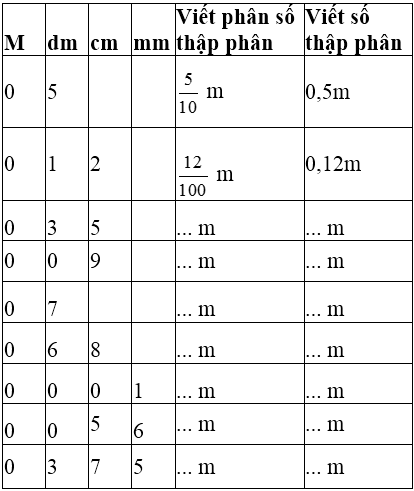 M dm cm mm Viết phân số thập phân Viết số thập phân
0 5 5/10 m 0,5m
0 1 2 12/100 m 0,12m
0 3 5 ... m ... m
0 0 9 ... m ... m
0 7 ... m ... m
0 6 8 ... m ... m
0 0 0 1 ... m ... m
0 0 5 6 ... m ... m
0 3 7 5 ... m ... m